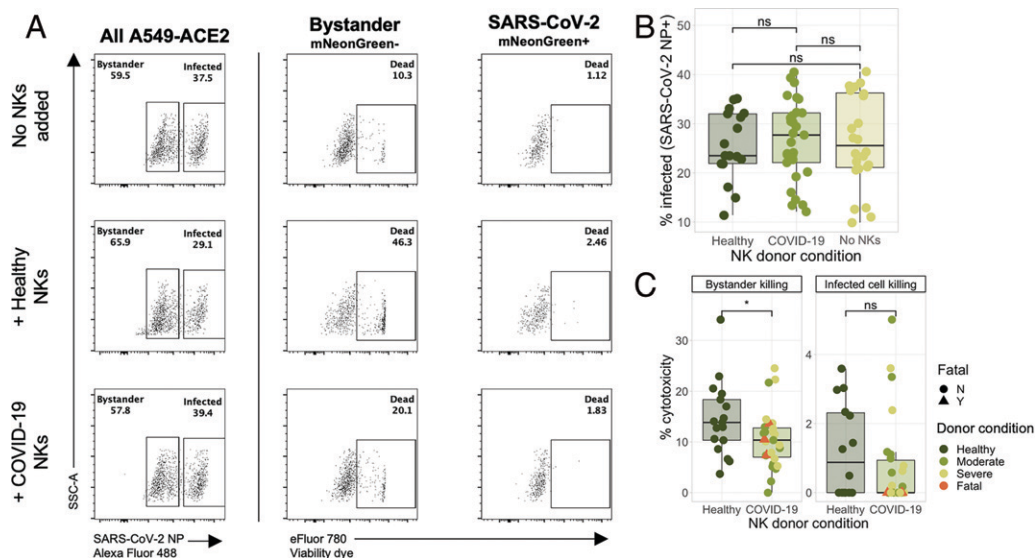 A
All A549-ACE2
Bystander
mNeonGreen-
SARS-CoV-2
mNeonGreen+
No NKs
added
Bystander
59.5
Infected
37.5
Dead
10.3
Dead
1.12
+ Healthy
NKs
Bystander
65.9
Infected
29.1
Dead
46.3
Dead
2.46
+ COVID-19
NKs
Bystander
57.8
Infected
39.4
Dead
20.1
Dead
1.83
SSC-A
SARS-CoV-2 NP
Alexa Fluor 488
eFluor 780
Viability dye
B
ns
ns
ns
% infected (SARS-CoV-2 NP+)
50
40
30
20
10
Healthy
COVID-19
No NKs
NK donor condition
C
Bystander killing
Infected cell killing
*
ns
% cytotoxicity
30
20
10
0
6
4
2
0
Healthy
COVID-19
Healthy
COVID-19
NK donor condition
Fatal
N
Y
Donor condition
Healthy
Moderate
Severe
Fatal